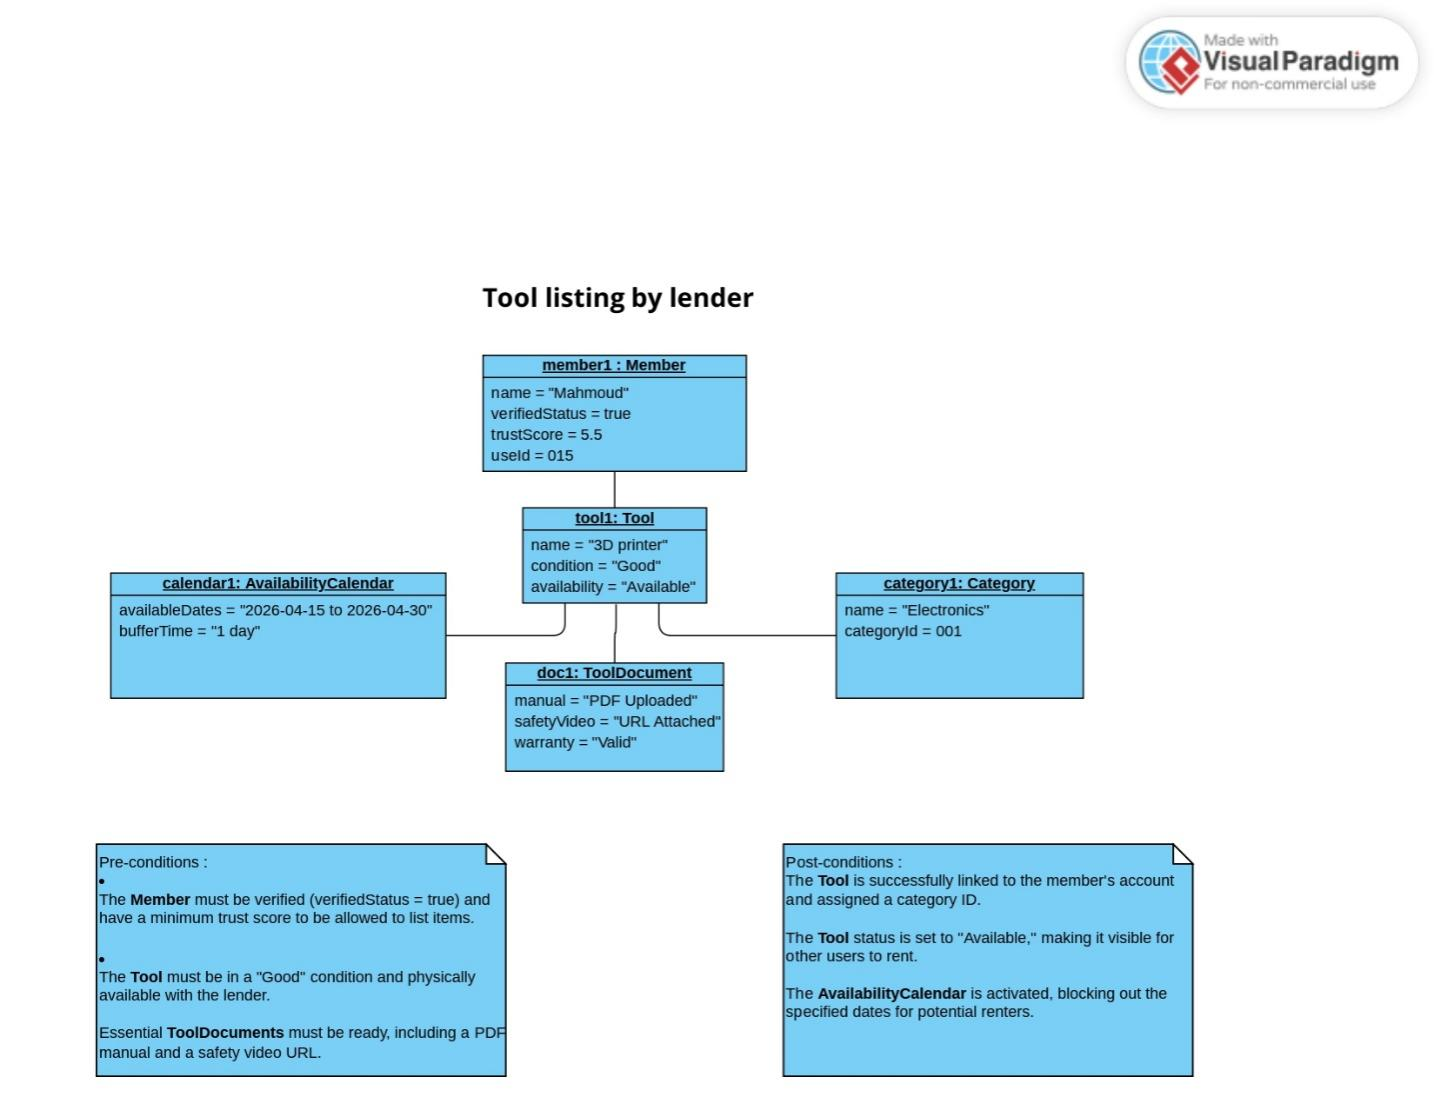 Made with
Visual Paradigm
For non-commercial use
Tool listing by lender
member1 : Member
name = "Mahmoud"
verifiedStatus = true
trustScore = 5.5
useId = 015
tool1: Tool
name = "3D printer"
condition = "Good"
availability = "Available"
calendar1: AvailabilityCalendar
availableDates = "2026-04-15 to 2026-04-30"
bufferTime = "1 day"
category1: Category
name = "Electronics"
categoryId = 001
doc1: ToolDocument
manual = "PDF Uploaded"
safetyVideo = "URL Attached"
warranty = "Valid"
Pre-conditions :
•
The Member must be verified (verifiedStatus = true) and
have a minimum trust score to be allowed to list items.
•
The Tool must be in a "Good" condition and physically
available with the lender.
Essential ToolDocuments must be ready, including a PDF
manual and a safety video URL.
Post-conditions :
The Tool is successfully linked to the member's account
and assigned a category ID.
The Tool status is set to "Available," making it visible for
other users to rent.
The AvailabilityCalendar is activated, blocking out the
specified dates for potential renters.